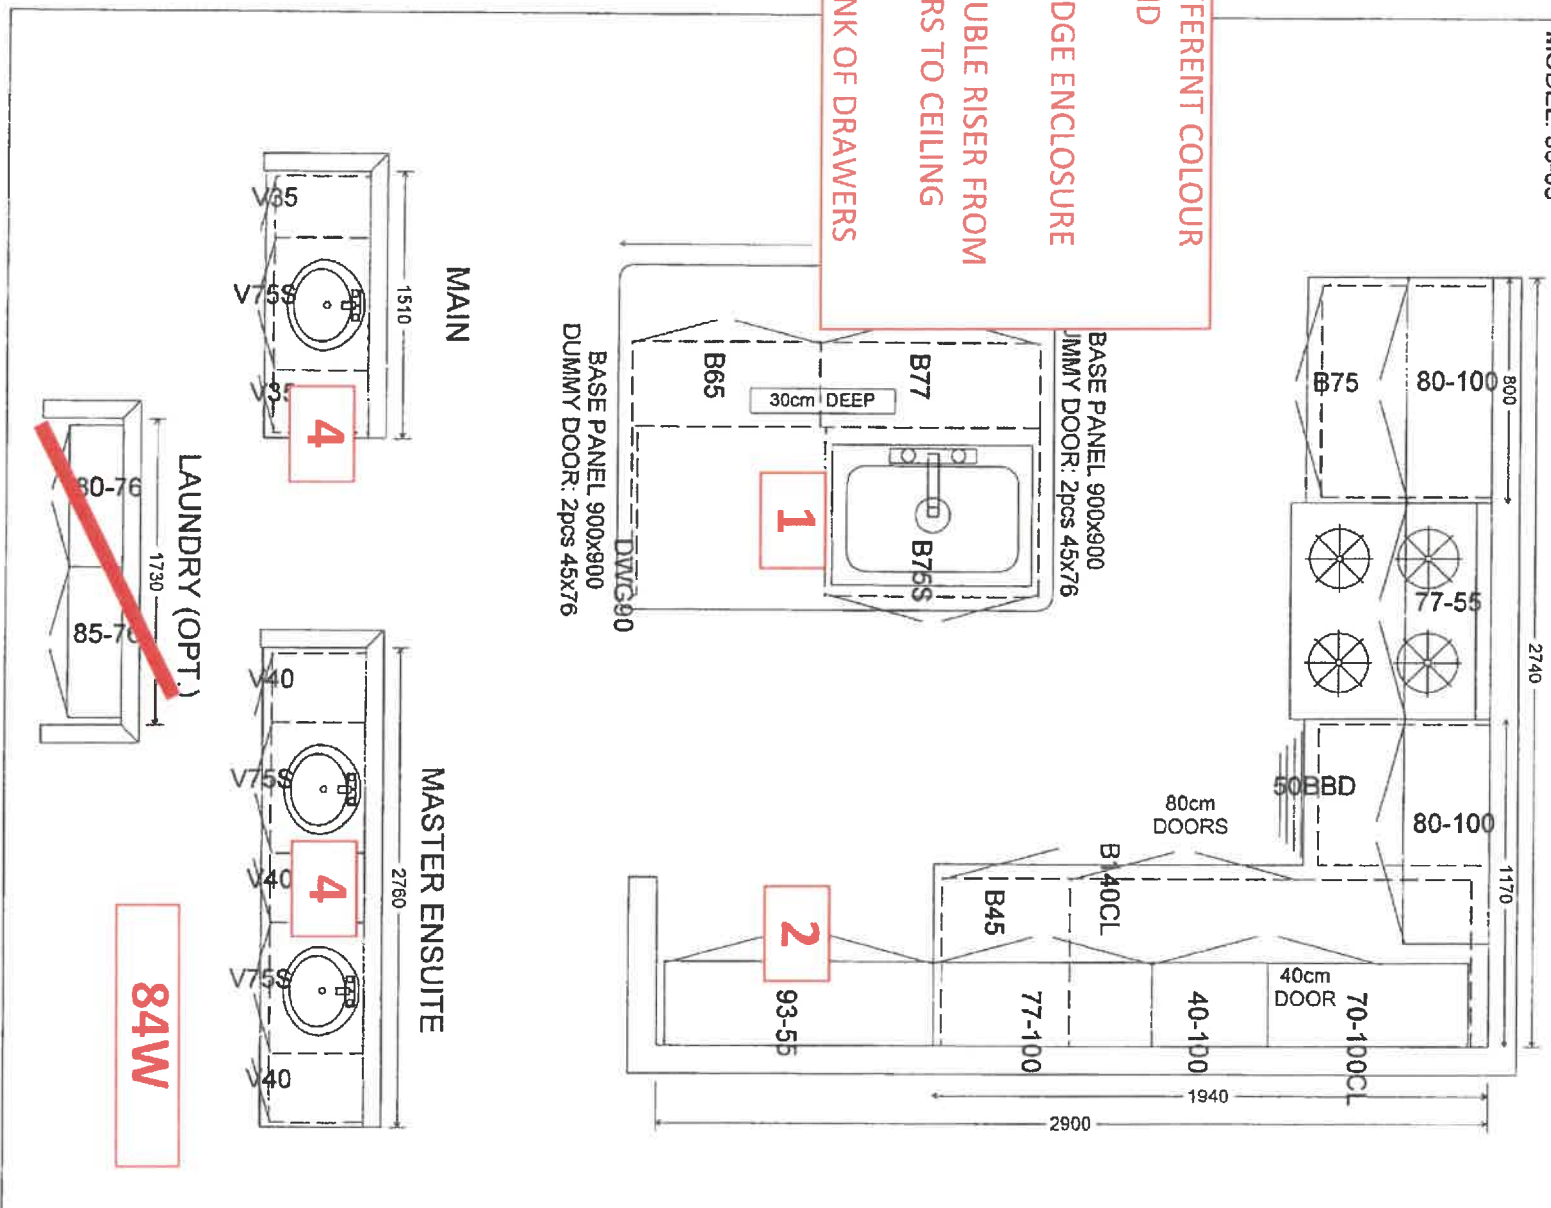 FFERENT COLOUR
ND
DGE ENCLOSURE
UBLE RISER FROM
RS TO CEILING
NK OF DRAWERS
MAIN
1510
V35
V75S
V35
4
LAUNDRY (OPT.)
1730
80-76
85-76
MASTER ENSUITE
2760
V40
V75S
V40
4
V75S
V40
84W
BASE PANEL 900x900
UMMY DOOR: 2pcs 45x76
B65
B77
30cm DEEP
1
B75S
DWG90
BASE PANEL 900x900
DUMMY DOOR: 2pcs 45x76
B75
80-100
800
77-55
2740
50BBD
80-100
1170
80cm
DOORS
B140CL
B45
2
93-55
77-100
40-100
40cm
DOOR
70-100CL
1940
2900